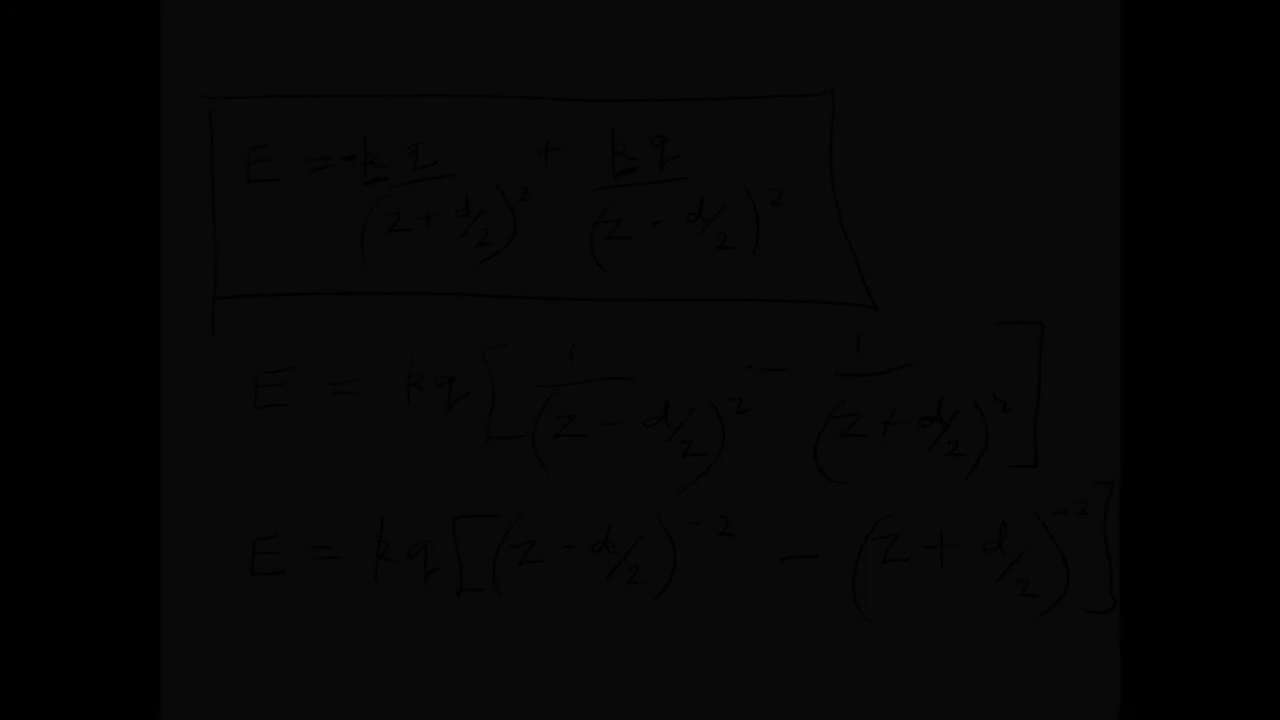 E = -kq/(z + d/2)² + kq/(z - d/2)²
E = kq[1/(z - d/2)² - 1/(z + d/2)²]
E = kq[(z - d/2)⁻² - (z + d/2)⁻²]